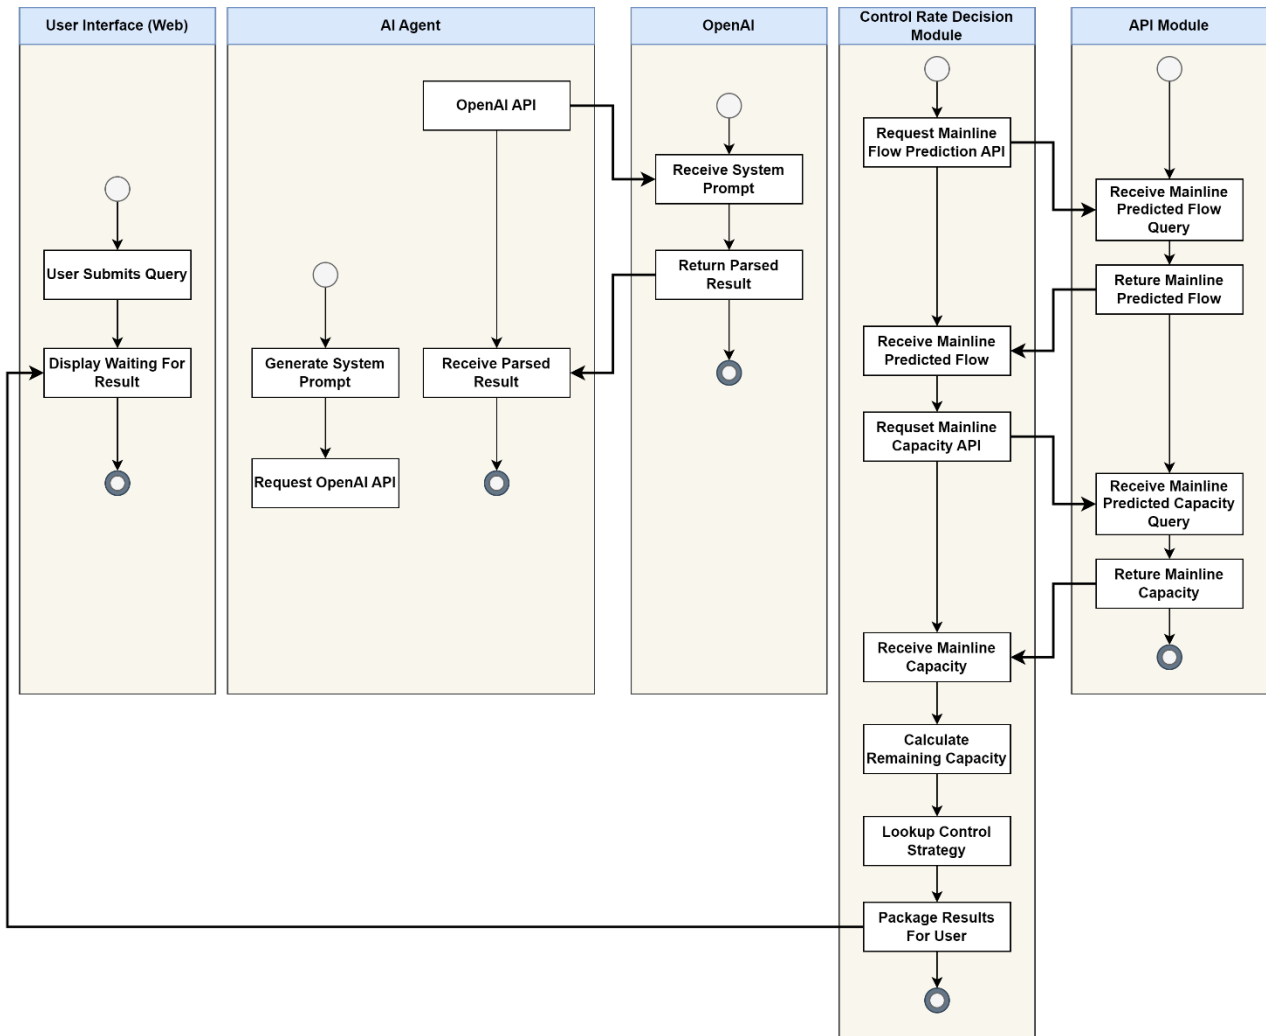 User Interface (Web)
AI Agent
OpenAI
Control Rate Decision
Module
API Module
User Submits Query
Display Waiting For
Result
OpenAI API
Generate System
Prompt
Request OpenAI API
Receive Parsed
Result
Receive System
Prompt
Return Parsed
Result
Request Mainline
Flow Prediction API
Receive Mainline
Predicted Flow
Requset Mainline
Capacity API
Receive Mainline
Capacity
Calculate
Remaining Capacity
Lookup Control
Strategy
Package Results
For User
Receive Mainline
Predicted Flow
Query
Reture Mainline
Predicted Flow
Receive Mainline
Predicted Capacity
Query
Reture Mainline
Capacity